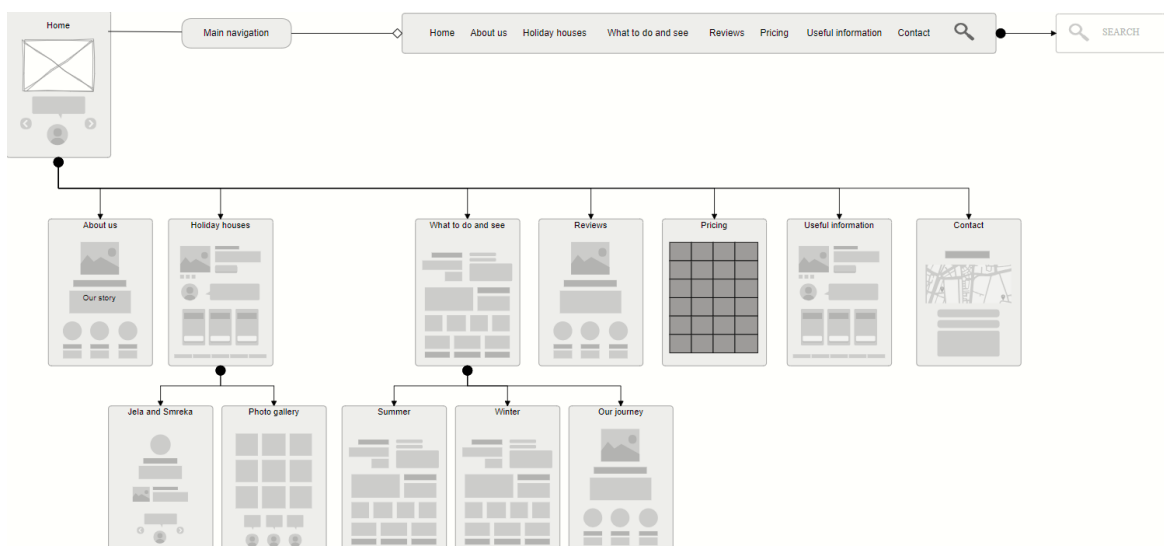 Home
Main navigation
Home About us Holiday houses What to do and see Reviews Pricing Useful information Contact
SEARCH
About us
Holiday houses
What to do and see
Reviews
Pricing
Useful information
Contact
Our story
Jela and Smreka
Photo gallery
Summer
Winter
Our journey